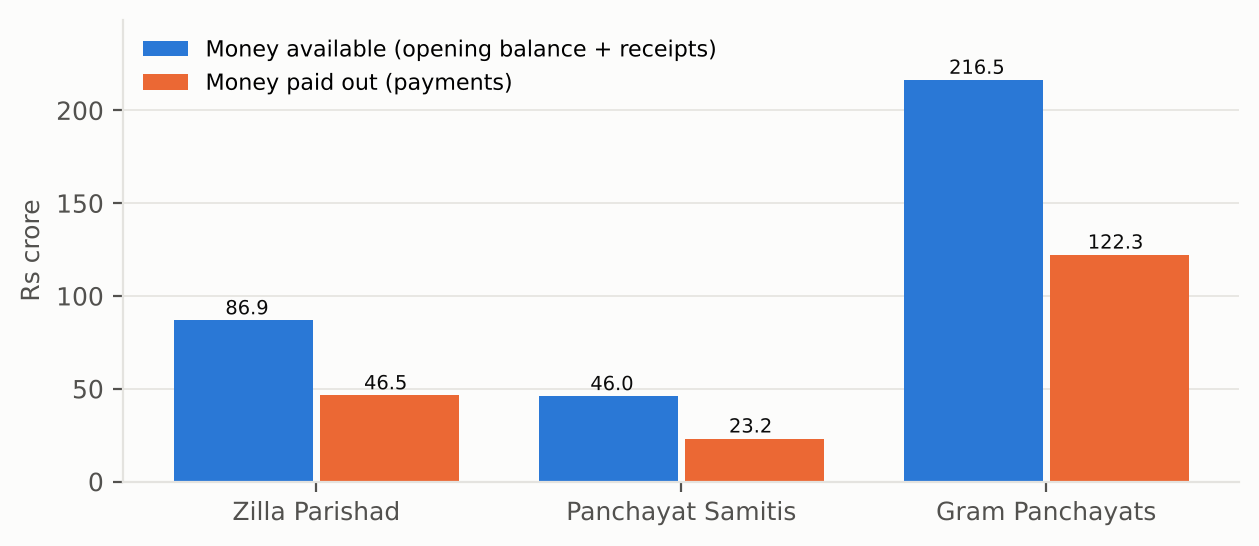 Money available (opening balance + receipts)
Money paid out (payments)
Rs crore
200
150
100
50
0
86.9
46.5
46.0
23.2
216.5
122.3
Zilla Parishad
Panchayat Samitis
Gram Panchayats